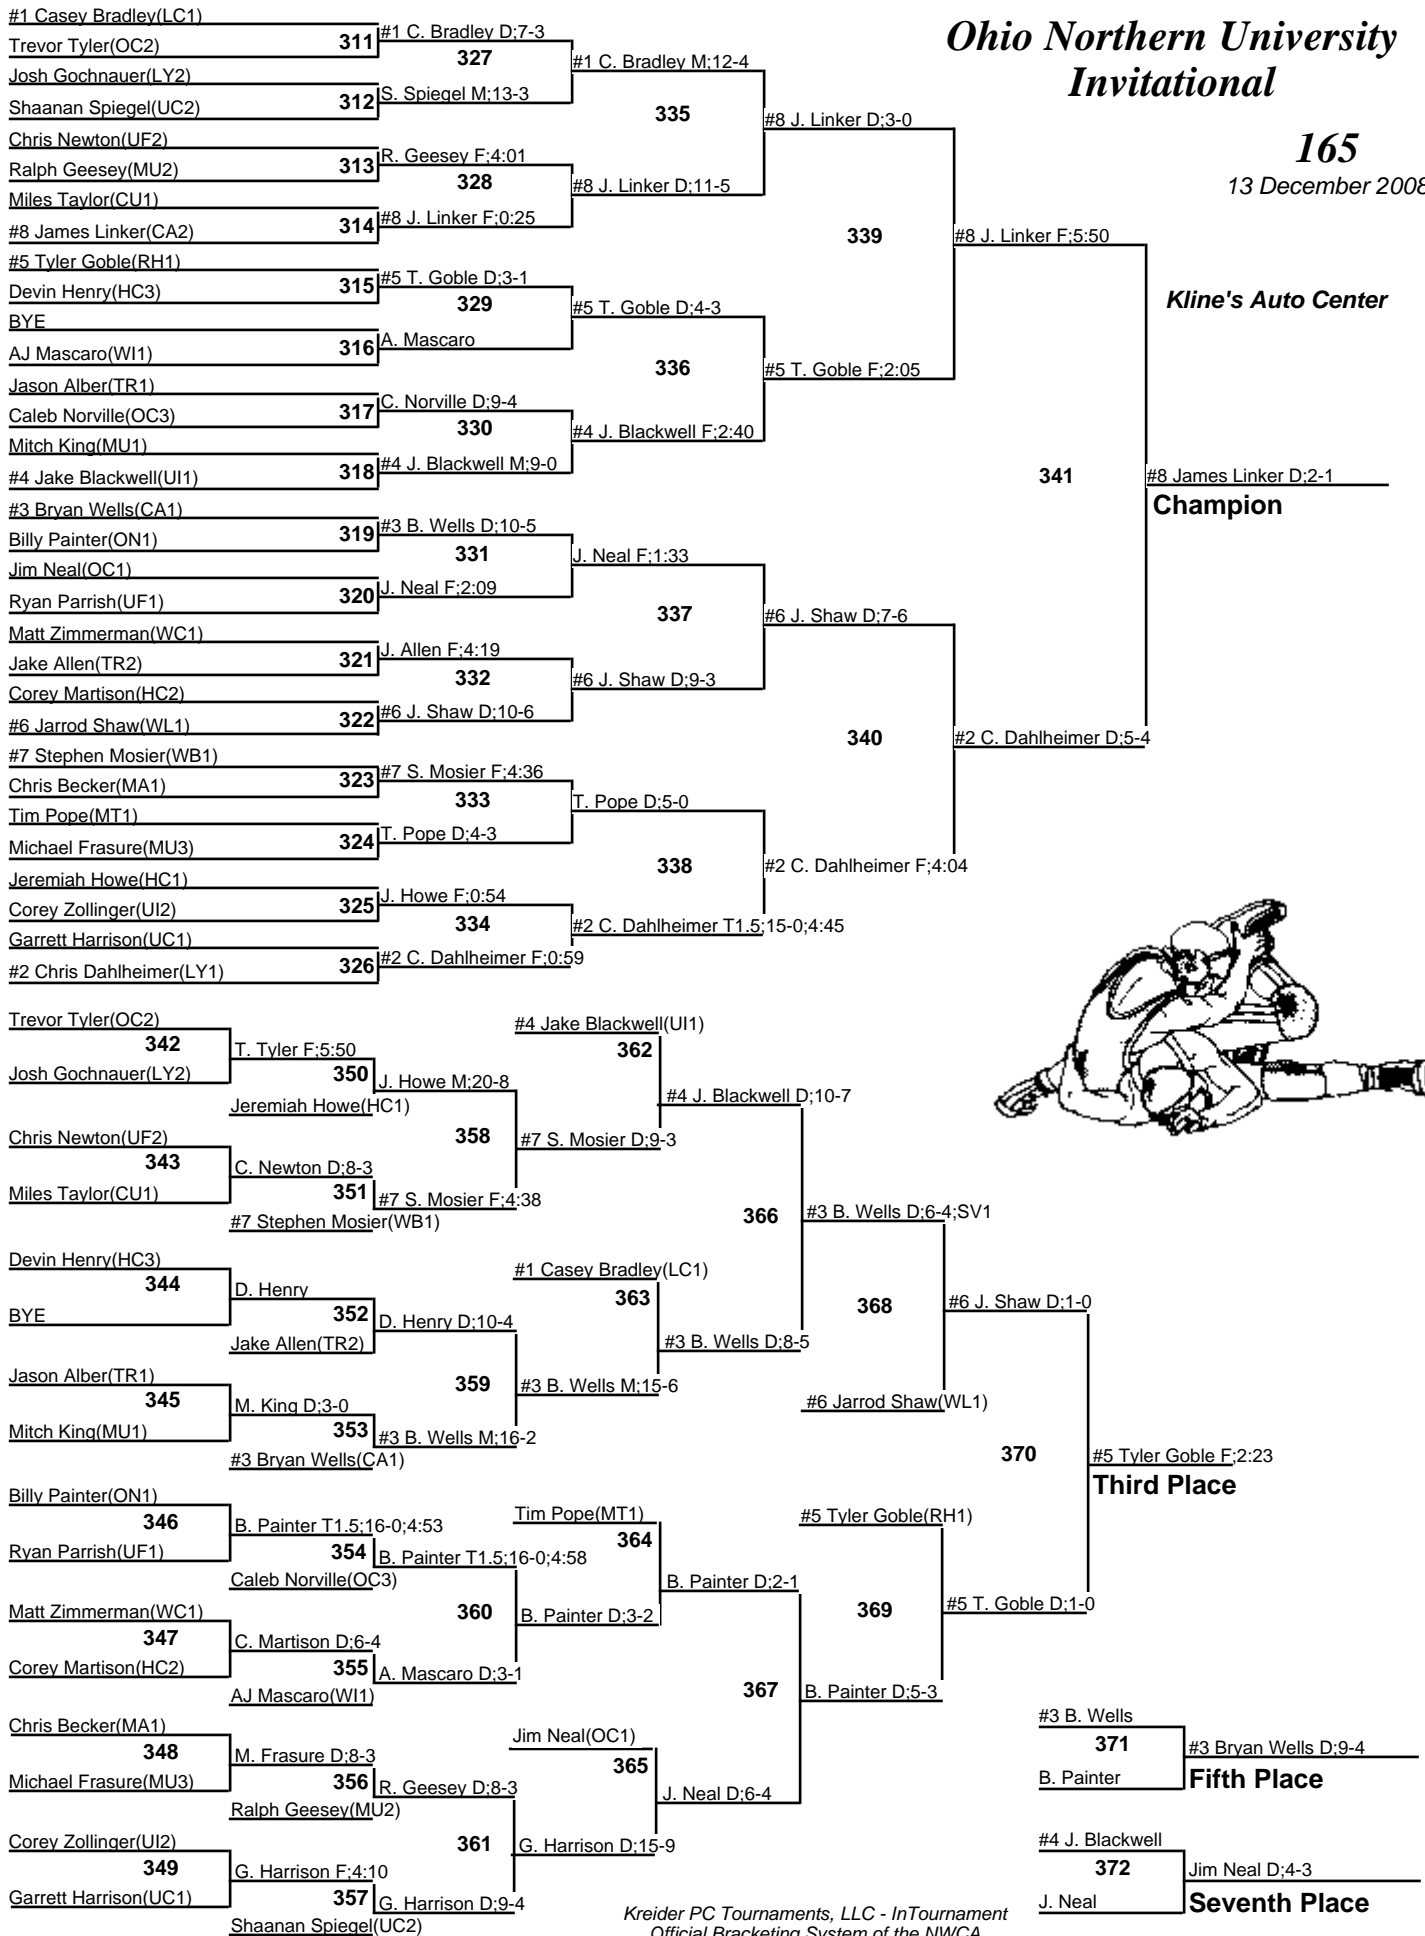 Ohio Northern University
Invitational
165
13 December 2008
Kline's Auto Center
#1 Casey Bradley(LC1)
Trevor Tyler(OC2)
311
#1 C. Bradley D;7-3
Josh Gochnauer(LY2)
Shaanan Spiegel(UC2)
312
S. Spiegel M;13-3
327
#1 C. Bradley M;12-4
Chris Newton(UF2)
Ralph Geesey(MU2)
313
R. Geesey F;4:01
Miles Taylor(CU1)
#8 James Linker(CA2)
314
#8 J. Linker F;0:25
328
#8 J. Linker D;11-5
335
#8 J. Linker D;3-0
#5 Tyler Goble(RH1)
Devin Henry(HC3)
315
#5 T. Goble D;3-1
BYE
AJ Mascaro(WI1)
316
A. Mascaro
329
#5 T. Goble D;4-3
Jason Alber(TR1)
Caleb Norville(OC3)
317
C. Norville D;9-4
Mitch King(MU1)
#4 Jake Blackwell(UI1)
318
#4 J. Blackwell M;9-0
330
#4 J. Blackwell F;2:40
336
#5 T. Goble F;2:05
339
#8 J. Linker F;5:50
#3 Bryan Wells(CA1)
Billy Painter(ON1)
319
#3 B. Wells D;10-5
Jim Neal(OC1)
Ryan Parrish(UF1)
320
J. Neal F;2:09
331
J. Neal F;1:33
Matt Zimmerman(WC1)
Jake Allen(TR2)
321
J. Allen F;4:19
Corey Martison(HC2)
#6 Jarrod Shaw(WL1)
322
#6 J. Shaw D;10-6
332
#6 J. Shaw D;9-3
337
#6 J. Shaw D;7-6
#7 Stephen Mosier(WB1)
Chris Becker(MA1)
323
#7 S. Mosier F;4:36
Tim Pope(MT1)
Michael Frasure(MU3)
324
T. Pope D;4-3
333
T. Pope D;5-0
Jeremiah Howe(HC1)
Corey Zollinger(UI2)
325
J. Howe F;0:54
Garrett Harrison(UC1)
#2 Chris Dahlheimer(LY1)
326
#2 C. Dahlheimer F;0:59
334
#2 C. Dahlheimer T1.5;15-0;4:45
338
#2 C. Dahlheimer F;4:04
340
#2 C. Dahlheimer D;5-4
341
#8 James Linker D;2-1
Champion
Trevor Tyler(OC2)
342
Josh Gochnauer(LY2)
T. Tyler F;5:50
350
Jeremiah Howe(HC1)
J. Howe M;20-8
Chris Newton(UF2)
343
Miles Taylor(CU1)
C. Newton D;8-3
351
#7 Stephen Mosier(WB1)
#7 S. Mosier F;4:38
358
#7 S. Mosier D;9-3
#4 Jake Blackwell(UI1)
362
#4 J. Blackwell D;10-7
Devin Henry(HC3)
344
BYE
D. Henry
352
Jake Allen(TR2)
D. Henry D;10-4
Jason Alber(TR1)
345
Mitch King(MU1)
M. King D;3-0
353
#3 Bryan Wells(CA1)
#3 B. Wells M;16-2
359
#3 B. Wells M;15-6
#1 Casey Bradley(LC1)
363
#3 B. Wells D;8-5
366
#3 B. Wells D;6-4;SV1
368
#6 Jarrod Shaw(WL1)
#6 J. Shaw D;1-0
Billy Painter(ON1)
346
Ryan Parrish(UF1)
B. Painter T1.5;16-0;4:53
354
Caleb Norville(OC3)
B. Painter T1.5;16-0;4:58
Matt Zimmerman(WC1)
347
Corey Martison(HC2)
C. Martison D;6-4
355
AJ Mascaro(WI1)
A. Mascaro D;3-1
360
B. Painter D;3-2
Tim Pope(MT1)
364
B. Painter D;2-1
Chris Becker(MA1)
348
Michael Frasure(MU3)
M. Frasure D;8-3
356
Ralph Geesey(MU2)
R. Geesey D;8-3
Corey Zollinger(UI2)
349
Garrett Harrison(UC1)
G. Harrison F;4:10
357
Shaanan Spiegel(UC2)
G. Harrison D;9-4
361
G. Harrison D;15-9
Jim Neal(OC1)
365
J. Neal D;6-4
367
B. Painter D;5-3
#5 Tyler Goble(RH1)
369
#5 T. Goble D;1-0
370
#5 Tyler Goble F;2:23
Third Place
#3 B. Wells
371
B. Painter
#3 Bryan Wells D;9-4
Fifth Place
#4 J. Blackwell
372
J. Neal
Jim Neal D;4-3
Seventh Place
Kreider PC Tournaments, LLC - InTournament
Official Bracketing System of the NWCA